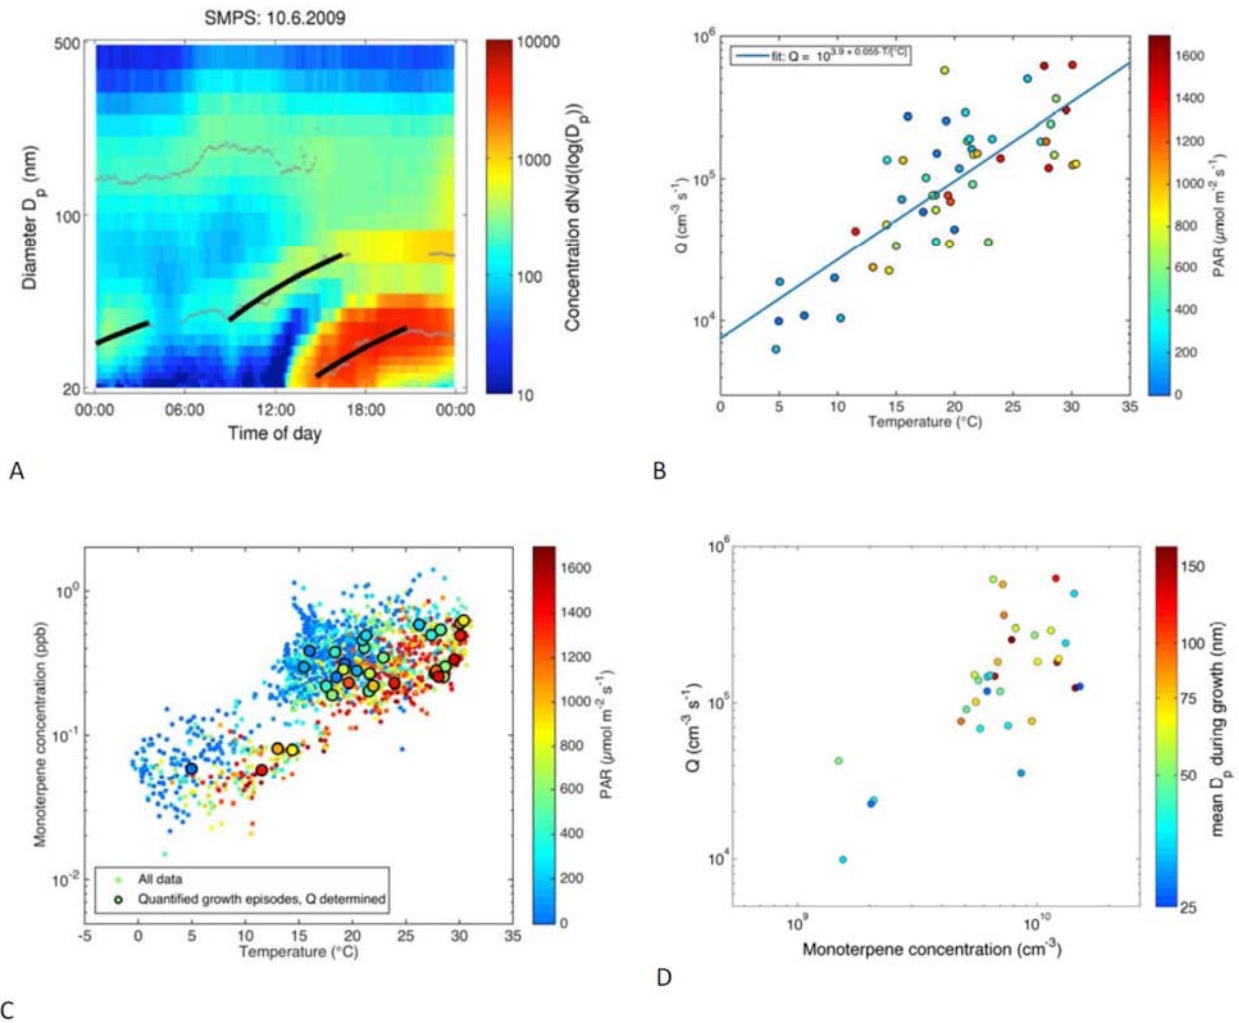 SMPS: 10.6.2009
500
100
20
Diameter Dp (nm)
00:00 06:00 12:00 18:00 00:00
Time of day
10000
1000
100
10
Concentration dN/d(log(Dp))
A
fit: Q = 10^3.9 + 0.055·T/[°C]
10^6
10^5
10^4
Q (cm-3 s-1)
0 5 10 15 20 25 30 35
Temperature (°C)
1600
1400
1200
1000
800
600
400
200
0
PAR (μmol m-2 s-1)
B
10^0
10^-1
10^-2
Monoterpene concentration (ppb)
All data
Quantified growth episodes, Q determined
-5 0 5 10 15 20 25 30 35
Temperature (°C)
1600
1400
1200
1000
800
600
400
200
0
PAR (μmol m-2 s-1)
C
10^6
10^5
10^4
Q (cm-3 s-1)
10^9 10^10
Monoterpene concentration (cm-3)
150
100
75
50
25
mean Dp during growth (nm)
D